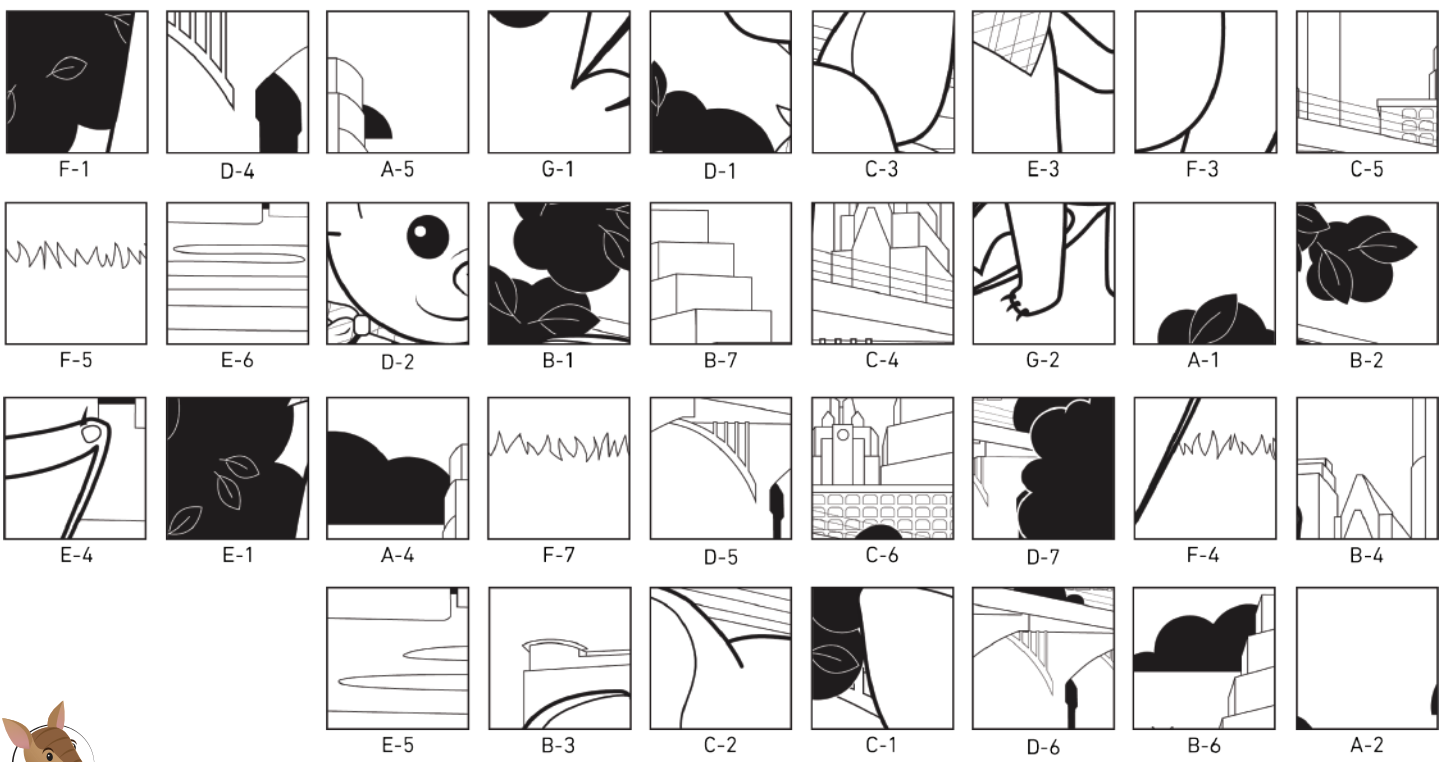 F-1 D-4 A-5 G-1 D-1 C-3 E-3 F-3 C-5
F-5 E-6 D-2 B-1 B-7 C-4 G-2 A-1 B-2
E-4 E-1 A-4 F-7 D-5 C-6 D-7 F-4 B-4
E-5 B-3 C-2 C-1 D-6 B-6 A-2